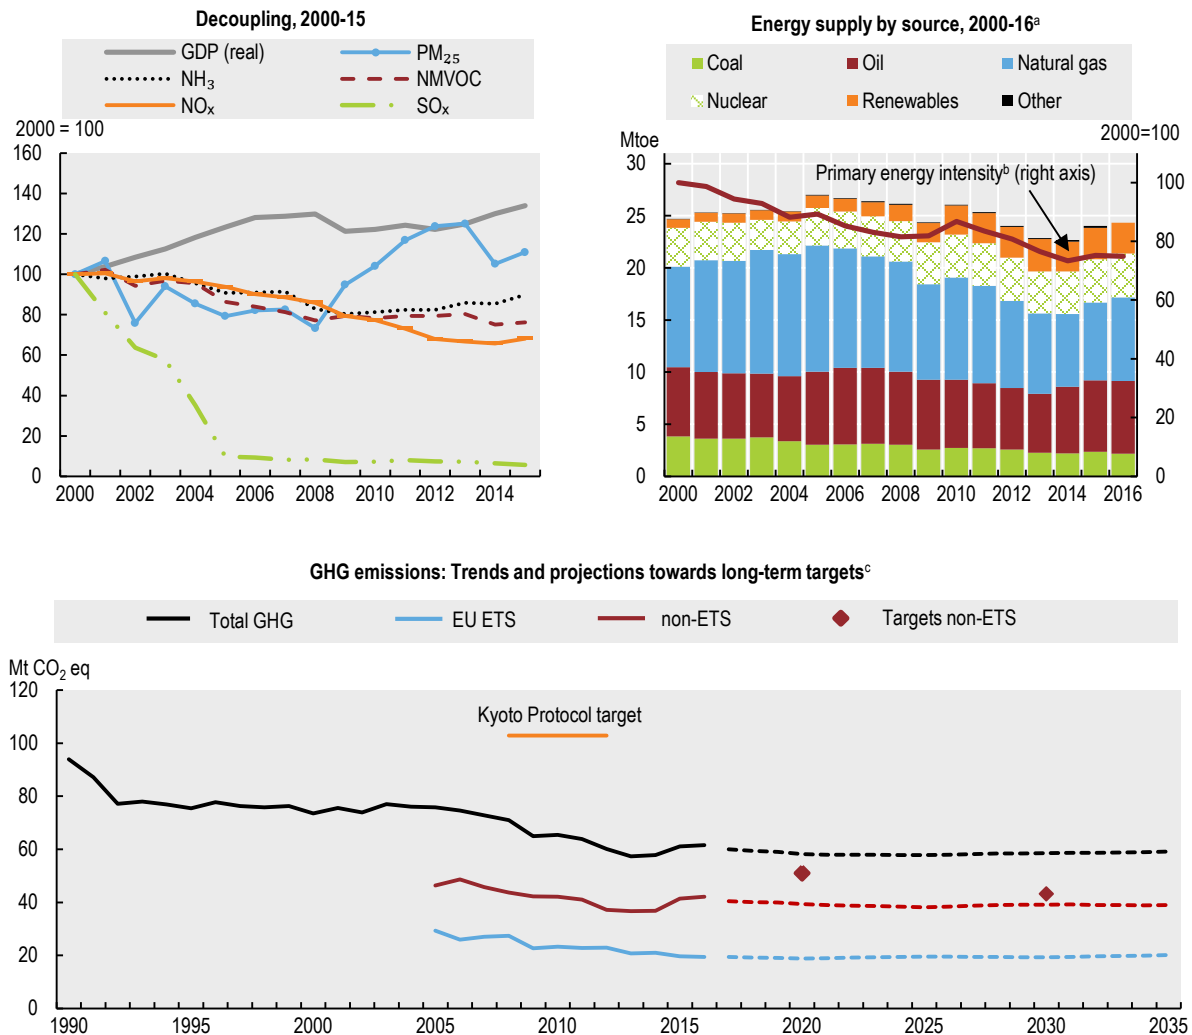 Decoupling, 2000-15
GDP (real)
PM₂₅
NH₃
NMVOC
NOₓ
SOₓ
2000 = 100
160
140
120
100
80
60
40
20
0
2000 2002 2004 2006 2008 2010 2012 2014
Energy supply by source, 2000-16ᵃ
Coal
Oil
Natural gas
Nuclear
Renewables
Other
Mtoe
2000=100
Primary energy intensityᵇ (right axis)
30
25
20
15
10
5
0
100
80
60
40
20
0
2000 2002 2004 2006 2008 2010 2012 2014 2016
GHG emissions: Trends and projections towards long-term targetsᶜ
Total GHG
EU ETS
non-ETS
Targets non-ETS
Mt CO₂ eq
Kyoto Protocol target
120
100
80
60
40
20
0
1990 1995 2000 2005 2010 2015 2020 2025 2030 2035